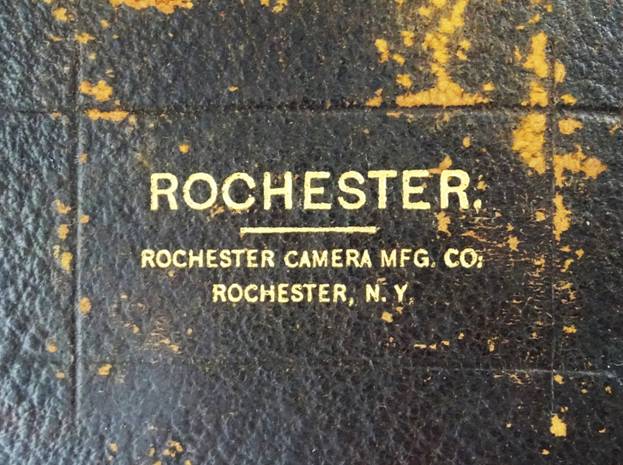 ROCHESTER.
ROCHESTER CAMERA MFG. CO.
ROCHESTER, N. Y.